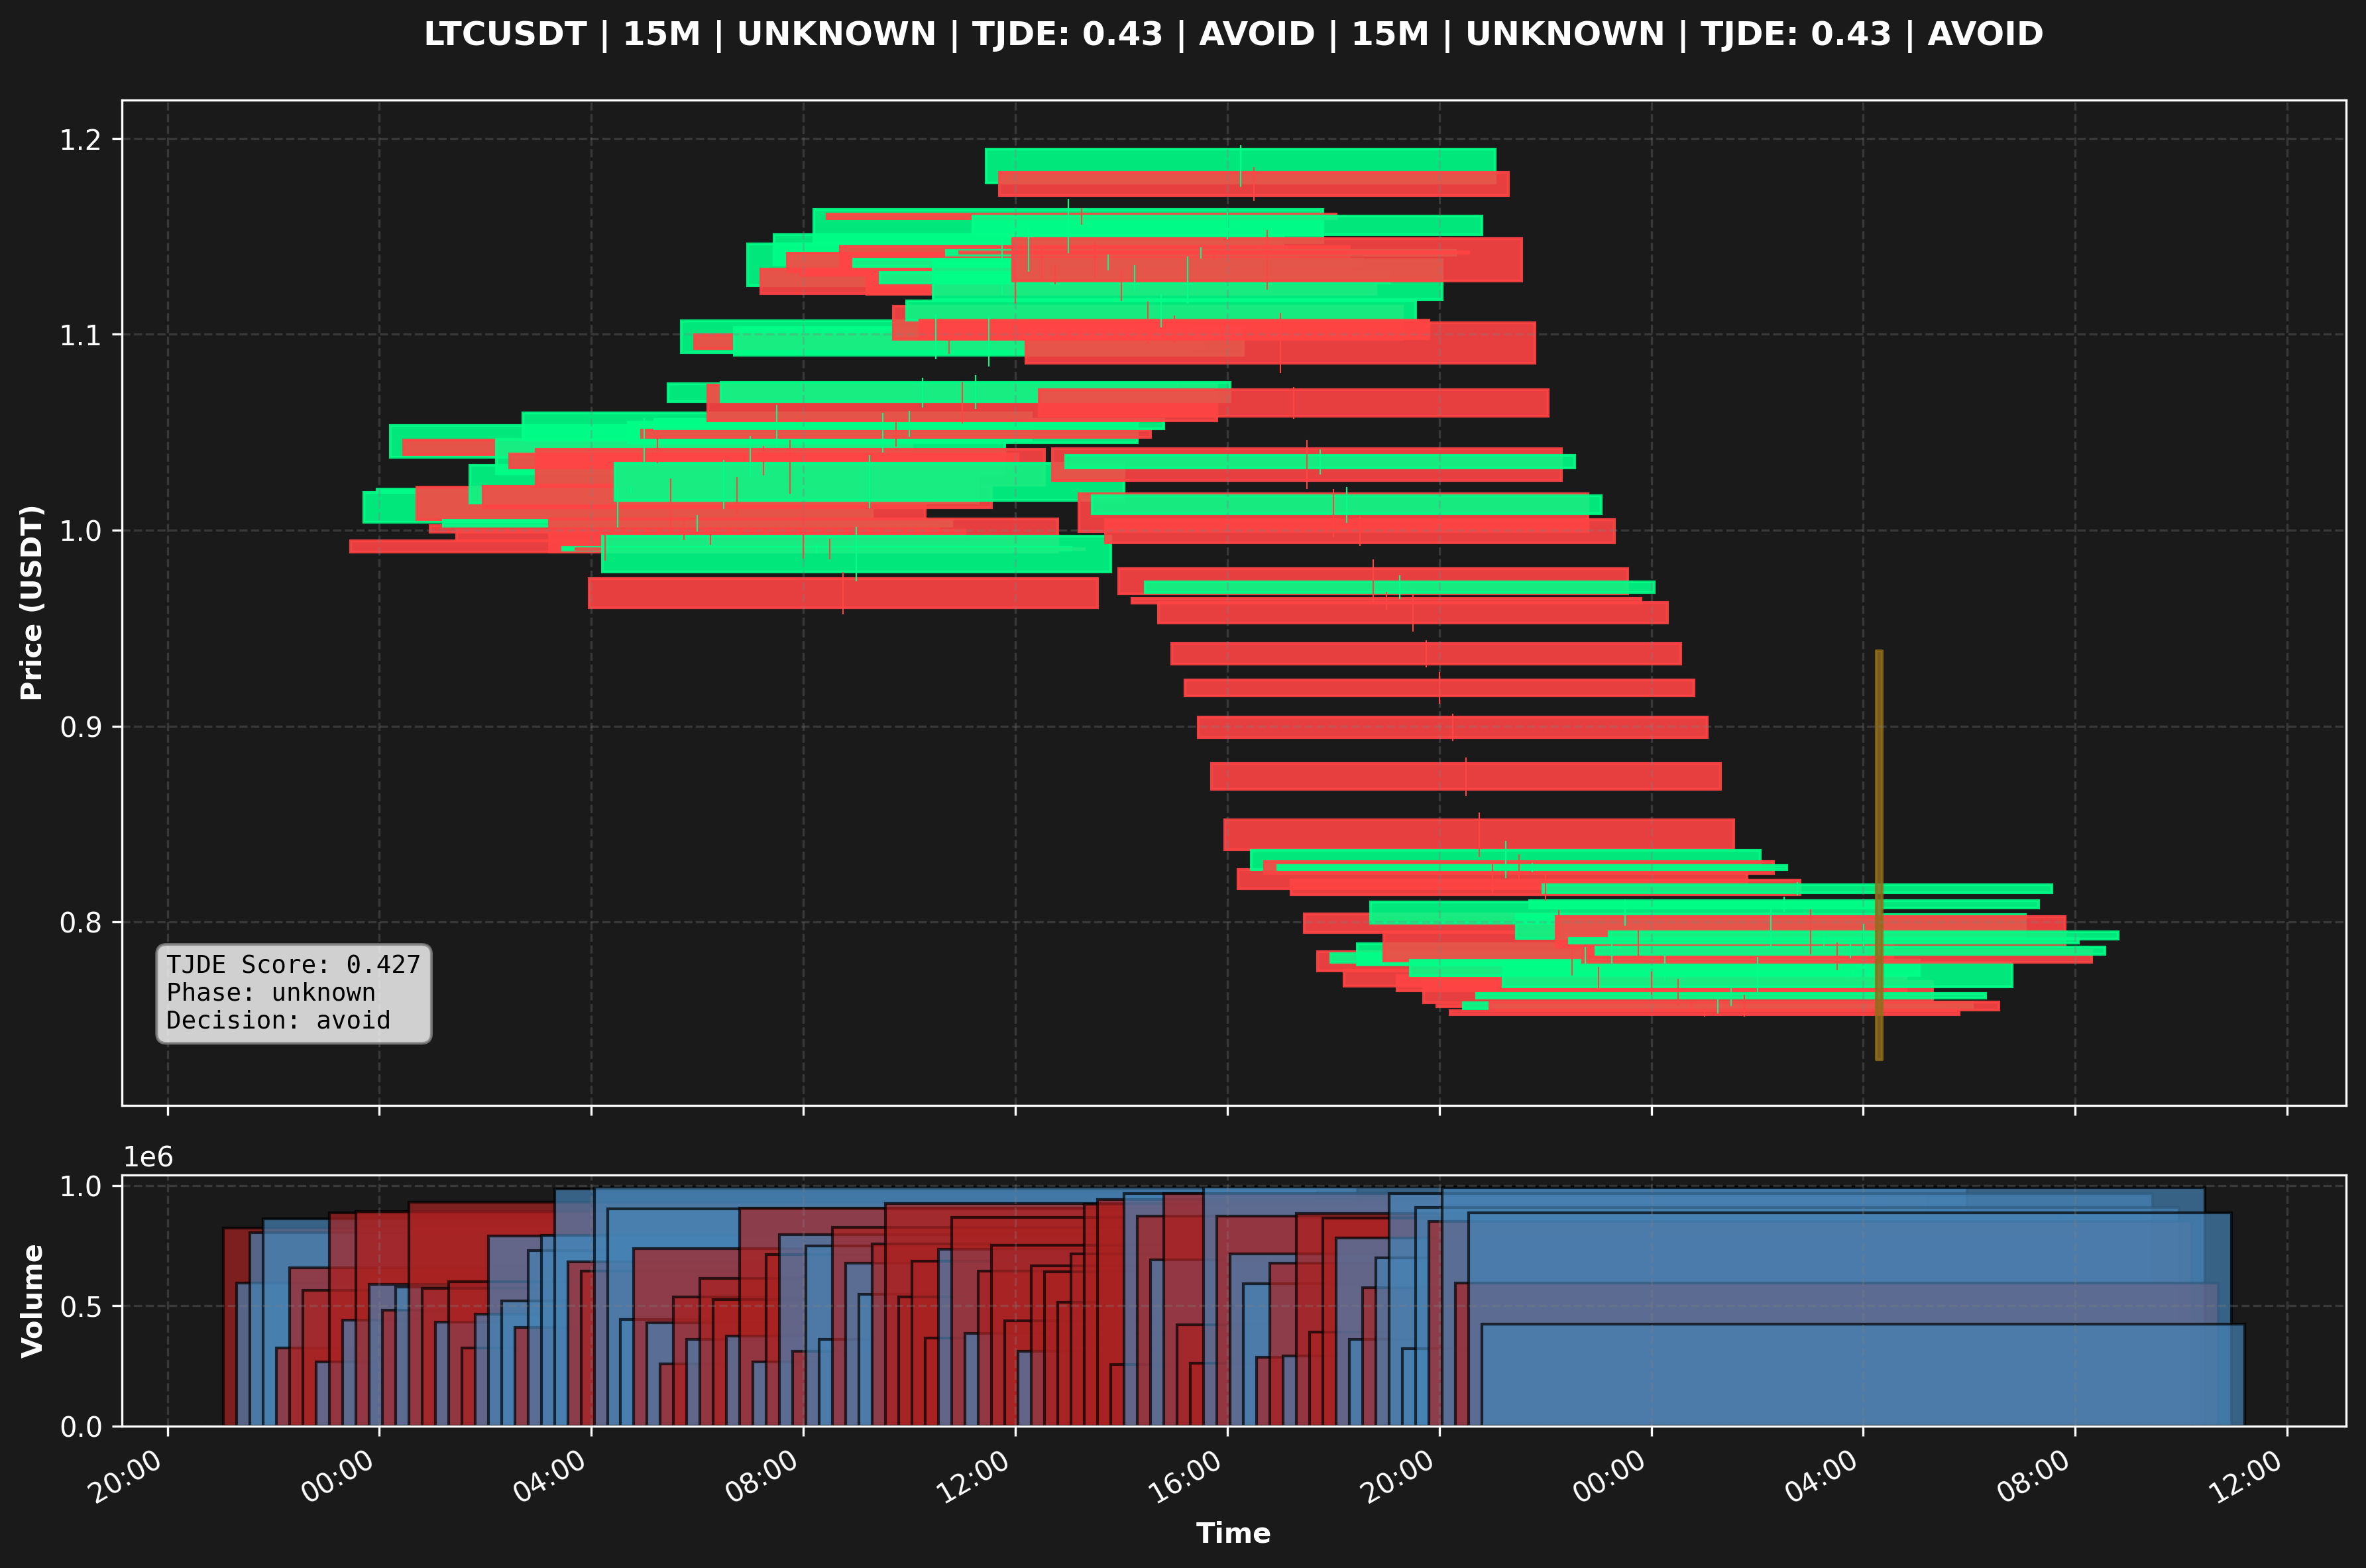 LTCUSDT | 15M | UNKNOWN | TJDE: 0.43 | AVOID | 15M | UNKNOWN | TJDE: 0.43 | AVOID
1.2
1.1
1.0
0.9
0.8
Price (USDT)
TJDE Score: 0.427
Phase: unknown
Decision: avoid
1e6
1.0
0.5
0.0
Volume
20:00 00:00 04:00 08:00 12:00 16:00 20:00 00:00 04:00 08:00 12:00
Time